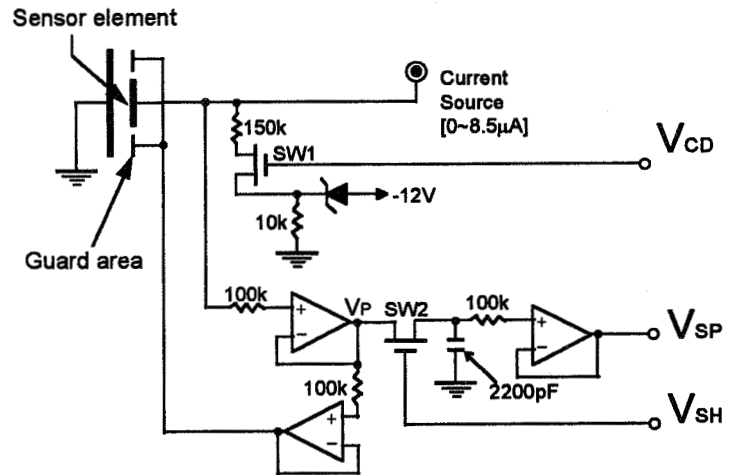 Sensor element
Current
Source
[0~8.5μA]
150k
SW1
VCD
-12V
10k
Guard area
100k
+
−
VP
SW2
100k
+
−
VSP
2200pF
100k
+
−
VSH